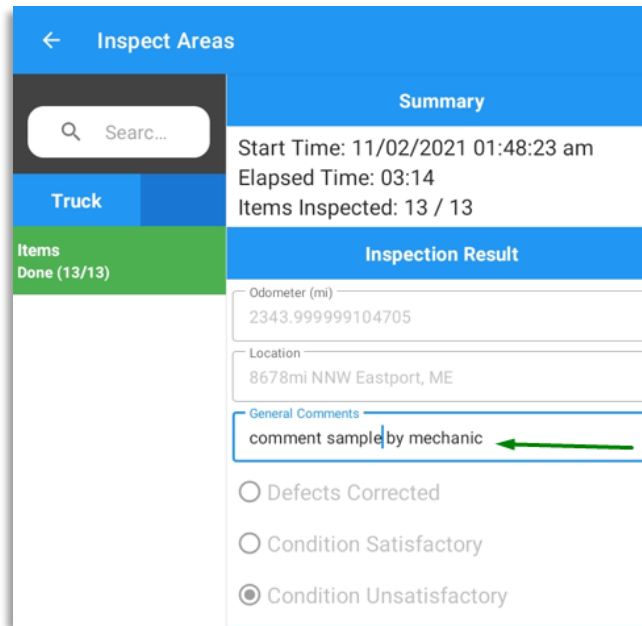 Inspect Areas
Searc...
Truck
Items
Done (13/13)
Summary
Start Time: 11/02/2021 01:48:23 am
Elapsed Time: 03:14
Items Inspected: 13 / 13
Inspection Result
Odometer (mi)
2343.999999104705
Location
8678mi NNW Eastport, ME
General Comments
comment sample by mechanic
Defects Corrected
Condition Satisfactory
Condition Unsatisfactory